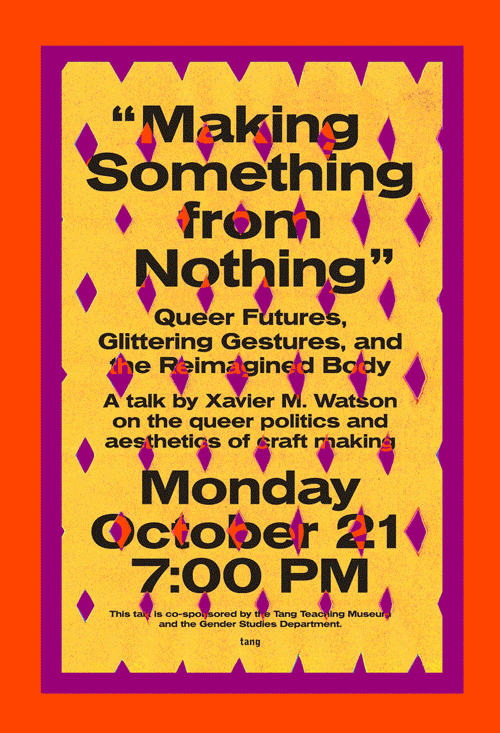 “Making
Something
from
Nothing”
Queer Futures,
Glittering Gestures, and
the Reimagined Body
A talk by Xavier M. Watson
on the queer politics and
aesthetics of craft making
Monday
October 21
7:00 PM
This talk is co-sponsored by the Tang Teaching Museum
and the Gender Studies Department.
tang